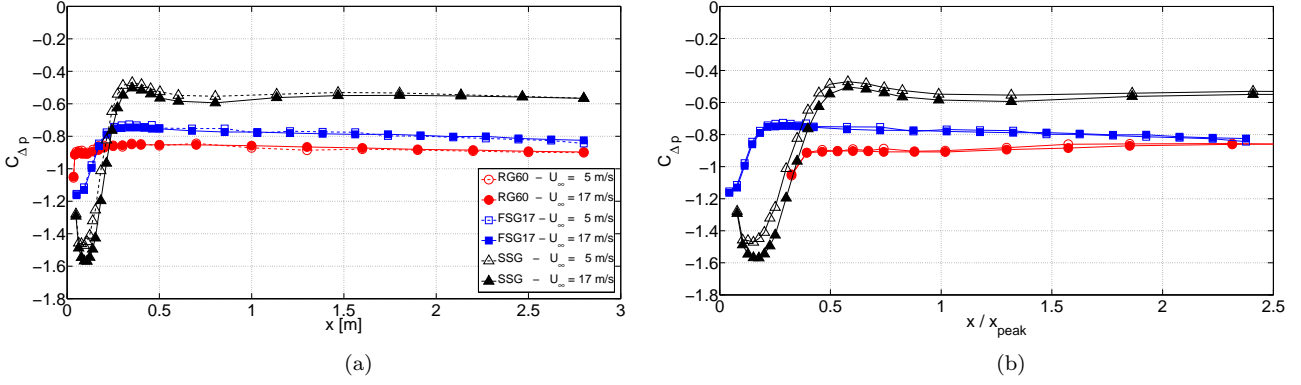 0
−0.2
−0.4
−0.6
−0.8
−1
−1.2
−1.4
−1.6
−1.8
C Δ p
0 0.5 1 1.5 2 2.5 3
x [m]
RG60 – U∞ = 5 m/s
RG60 – U∞ = 17 m/s
FSG17 – U∞ = 5 m/s
FSG17 – U∞ = 17 m/s
SSG – U∞ = 5 m/s
SSG – U∞ = 17 m/s
(a)
0
−0.2
−0.4
−0.6
−0.8
−1
−1.2
−1.4
−1.6
−1.8
C Δ p
0 0.5 1 1.5 2 2.5
x / x peak
(b)